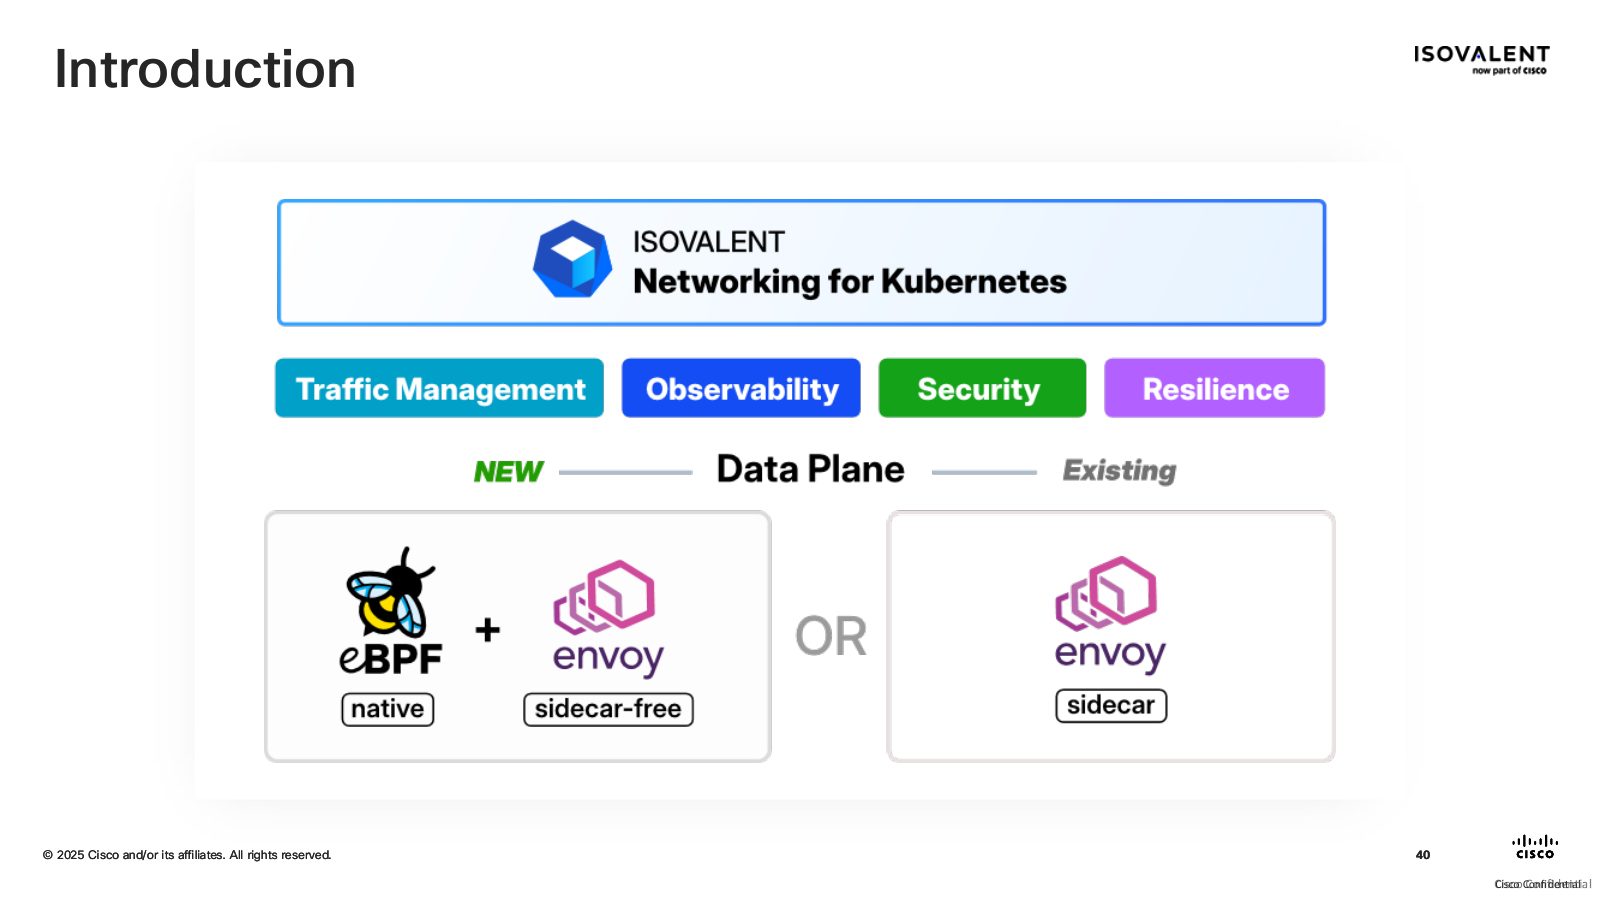 Introduction
ISOVALENT
now part of CISCO
ISOVALENT
Networking for Kubernetes
Traffic Management
Observability
Security
Resilience
NEW
Data Plane
Existing
eBPF
+
envoy
native
sidecar-free
OR
envoy
sidecar
© 2025 Cisco and/or its affiliates. All rights reserved.
40
CISCO
Cisco Confidential